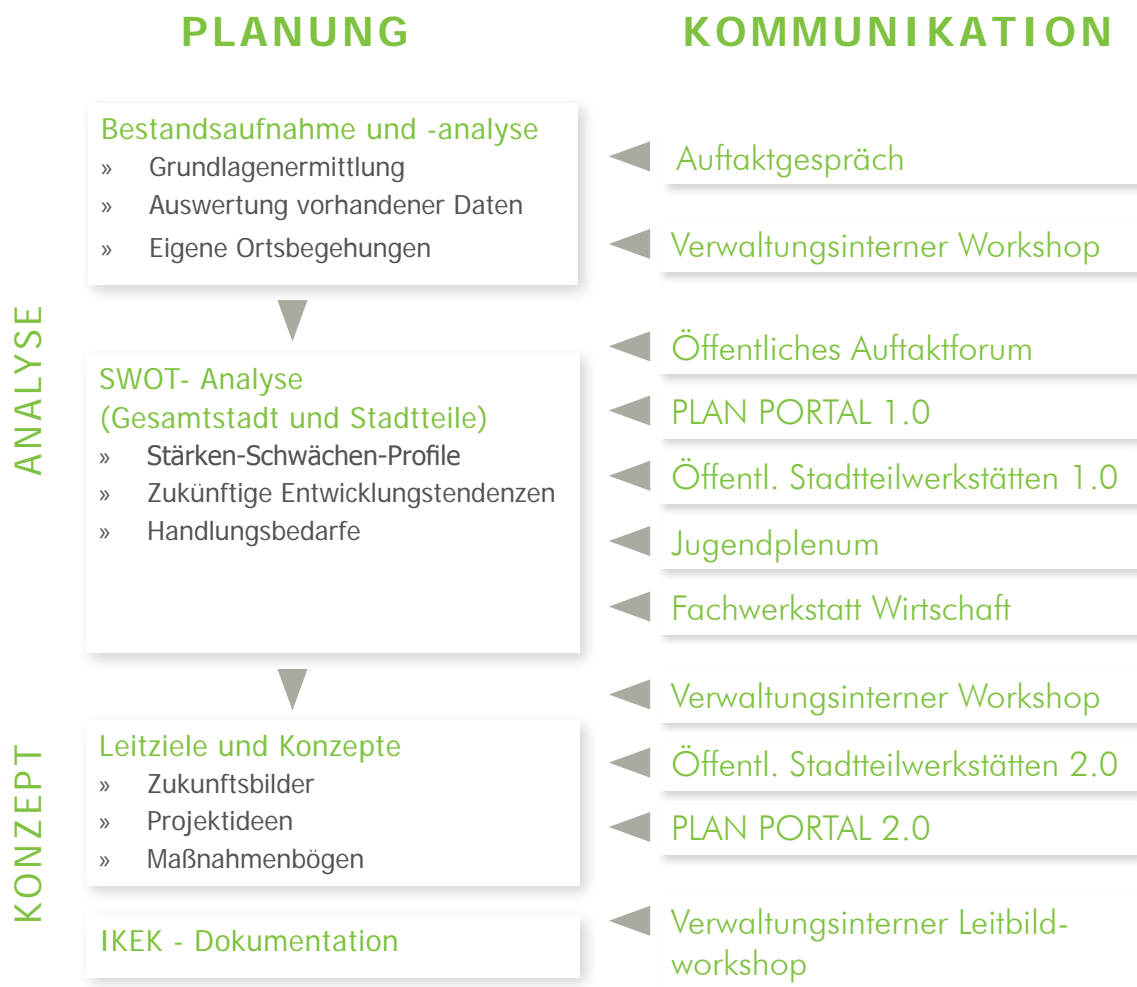 PLANUNG
KOMMUNIKATION
ANALYSE
Bestandsaufnahme und -analyse
» Grundlagenermittlung
» Auswertung vorhandener Daten
» Eigene Ortsbegehungen
Auftaktgespräch
Verwaltungsinterner Workshop
SWOT- Analyse
(Gesamtstadt und Stadtteile)
» Stärken-Schwächen-Profile
» Zukünftige Entwicklungstendenzen
» Handlungsbedarfe
Öffentliches Auftaktforum
PLAN PORTAL 1.0
Öffentl. Stadtteilwerkstätten 1.0
Jugendplenum
Fachwerkstatt Wirtschaft
KONZEPT
Leitziele und Konzepte
» Zukunftsbilder
» Projektideen
» Maßnahmenbögen
Verwaltungsinterner Workshop
Öffentl. Stadtteilwerkstätten 2.0
PLAN PORTAL 2.0
IKEK - Dokumentation
Verwaltungsinterner Leitbild-
workshop